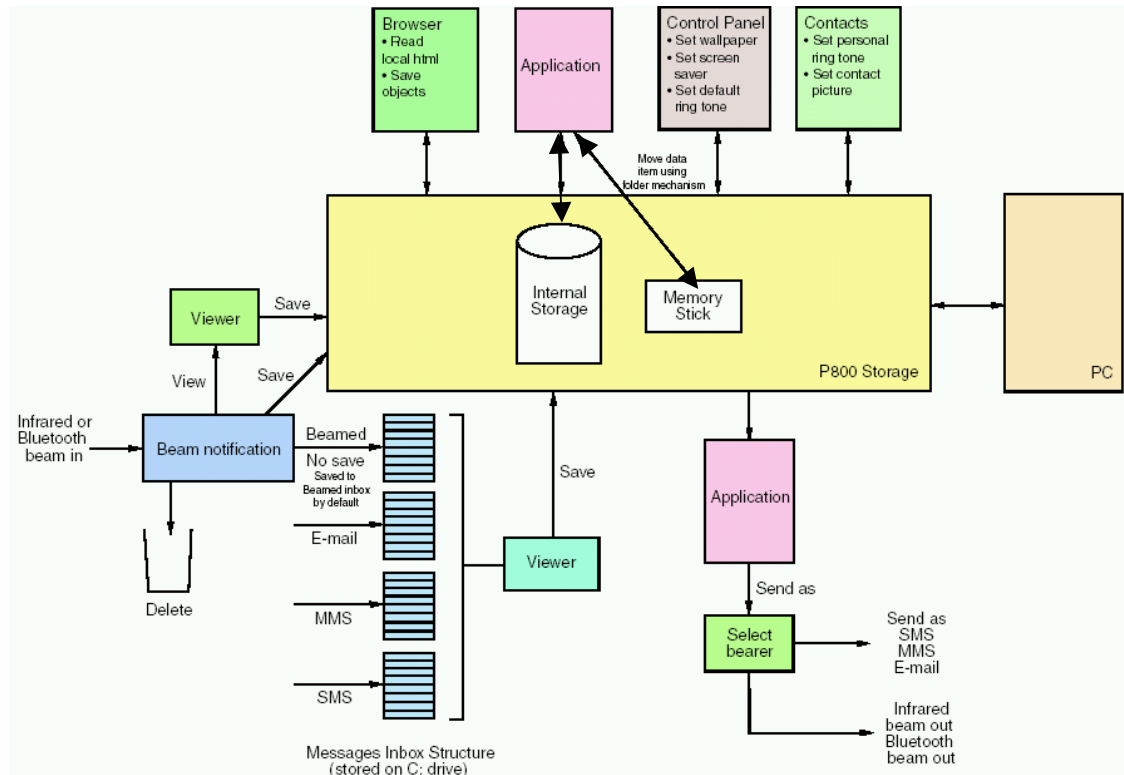 Browser
• Read
local html
• Save
objects
Application
Control Panel
• Set wallpaper
• Set screen
saver
• Set default
ring tone
Contacts
• Set personal
ring tone
• Set contact
picture
Move data
item using
folder mechanism
Internal
Storage
Memory
Stick
P800 Storage
PC
Viewer
Save
View
Save
Infrared or
Bluetooth
beam in
Beam notification
Beamed
No save
Saved to
Beamed inbox
by default
E-mail
MMS
SMS
Delete
Messages Inbox Structure
(stored on C: drive)
Viewer
Save
Application
Send as
Select
bearer
Send as
SMS
MMS
E-mail
Infrared
beam out
Bluetooth
beam out